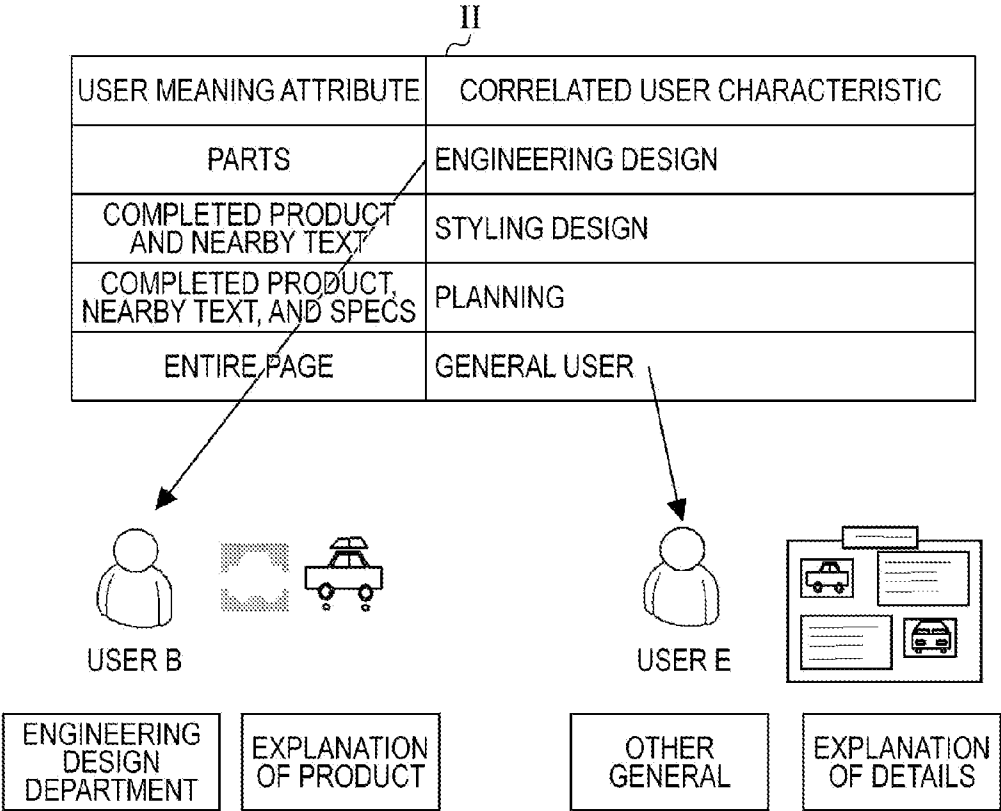 II
USER MEANING ATTRIBUTE
CORRELATED USER CHARACTERISTIC
PARTS
ENGINEERING DESIGN
COMPLETED PRODUCT
AND NEARBY TEXT
STYLING DESIGN
COMPLETED PRODUCT,
NEARBY TEXT, AND SPECS
PLANNING
ENTIRE PAGE
GENERAL USER
USER B
USER E
ENGINEERING
DESIGN
DEPARTMENT
EXPLANATION
OF PRODUCT
OTHER
GENERAL
EXPLANATION
OF DETAILS